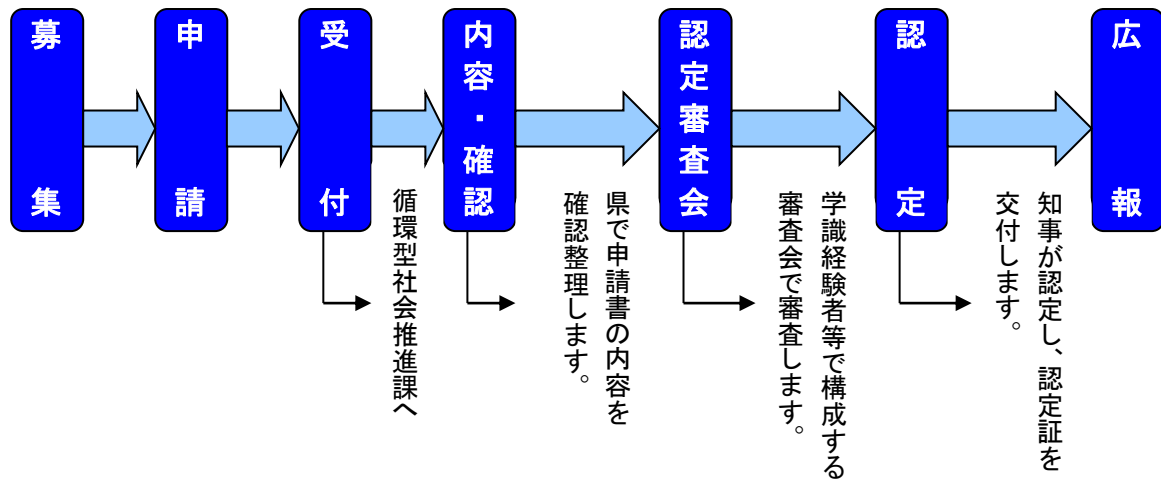 募集
申請
受付
循環型社会推進課へ
内容・確認
県で申請書の内容を
確認整理します。
認定審査会
学識経験者等で構成する
審査会で審査します。
認定
知事が認定し、認定証を
交付します。
広報